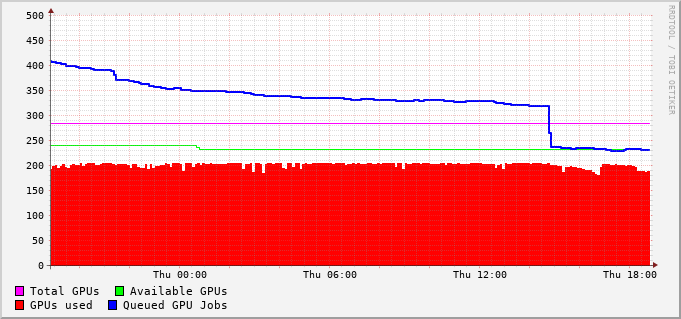 500
450
400
350
300
250
200
150
100
50
0
Thu 00:00 Thu 06:00 Thu 12:00 Thu 18:00
Total GPUs Available GPUs
GPUs used Queued GPU Jobs
RRDTOOL / TOBI OETIKER